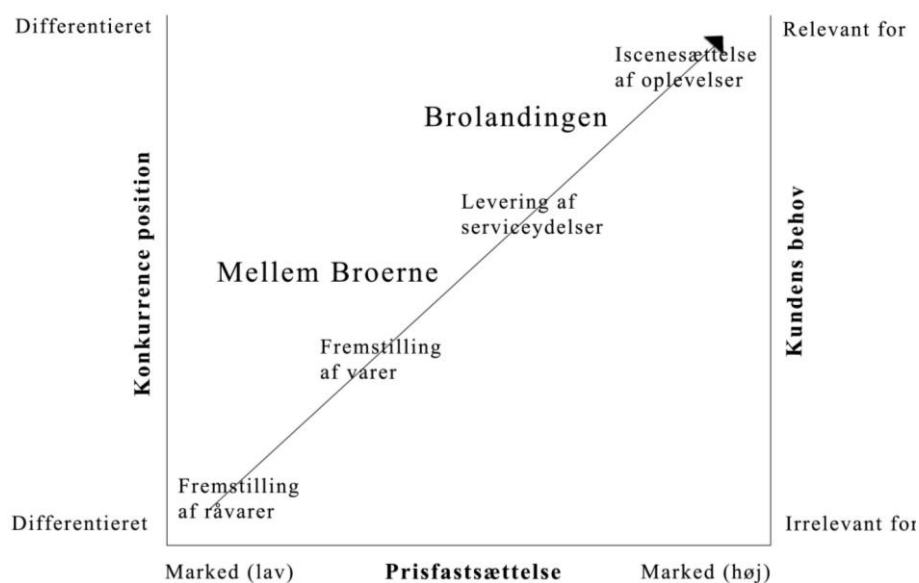 Differentieret
Relevant for
Iscenesættelse
af oplevelser
Brolandingen
Konkurrence position
Levering af
serviceydelser
Kundens behov
Mellem Broerne
Fremstilling
af varer
Fremstilling
af råvarer
Differentieret
Irrelevant for
Marked (lav)
Prisfastsættelse
Marked (høj)